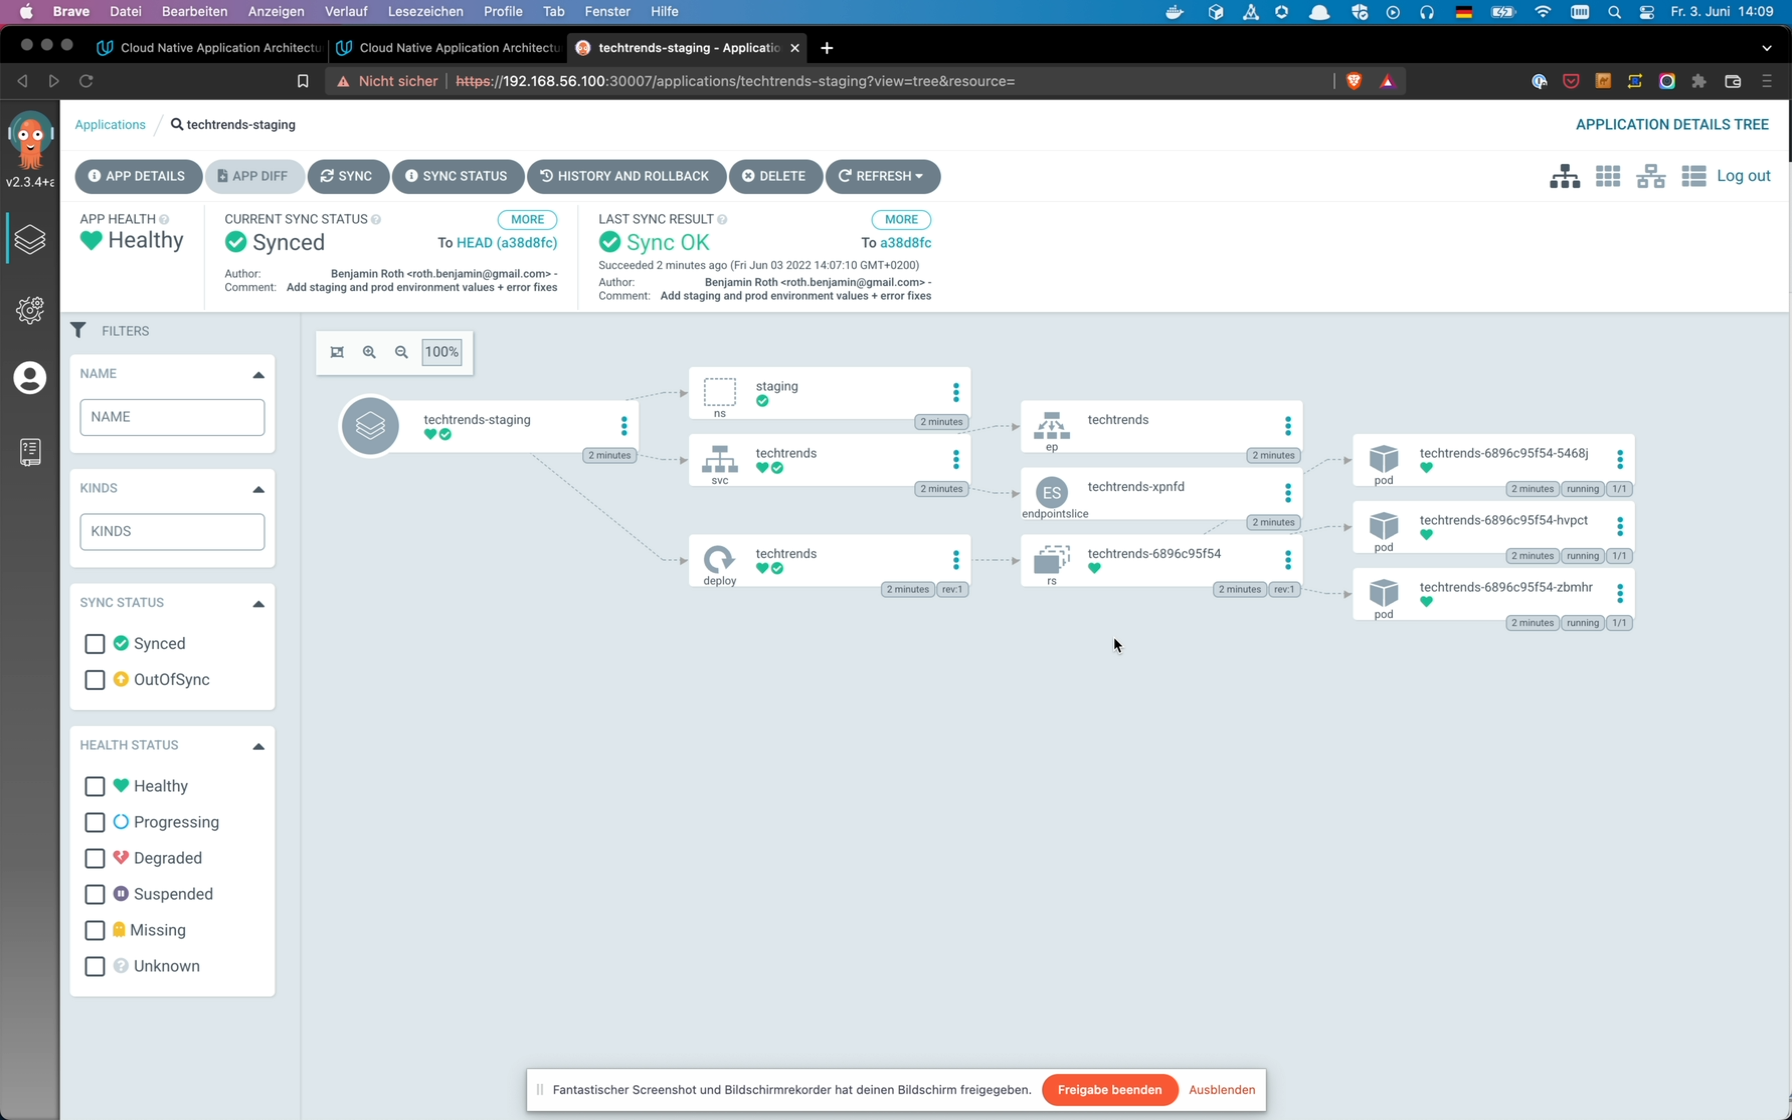 Brave Datei Bearbeiten Anzeigen Verlauf Lesezeichen Profile Tab Fenster Hilfe Fr. 3. Juni 14:09
Cloud Native Application Architectu Cloud Native Application Architectu techtrends-staging - Applicatio
Nicht sicher https://192.168.56.100:30007/applications/techtrends-staging?view=tree&resource=
v2.3.4+a
Applications / techtrends-staging APPLICATION DETAILS TREE
APP DETAILS APP DIFF SYNC SYNC STATUS HISTORY AND ROLLBACK DELETE REFRESH Log out
APP HEALTH
Healthy
CURRENT SYNC STATUS MORE
Synced To HEAD (a38d8fc)
Author: Benjamin Roth <roth.benjamin@gmail.com> -
Comment: Add staging and prod environment values + error fixes
LAST SYNC RESULT MORE
Sync OK To a38d8fc
Succeeded 2 minutes ago (Fri Jun 03 2022 14:07:10 GMT+0200)
Author: Benjamin Roth <roth.benjamin@gmail.com> -
Comment: Add staging and prod environment values + error fixes
FILTERS
NAME
NAME
KINDS
KINDS
SYNC STATUS
Synced
OutOfSync
HEALTH STATUS
Healthy
Progressing
Degraded
Suspended
Missing
Unknown
100%
techtrends-staging
2 minutes
staging
ns
2 minutes
techtrends
svc
2 minutes
techtrends
deploy
2 minutes rev:1
techtrends
ep
2 minutes
ES
techtrends-xpnfd
endpointslice
2 minutes
techtrends-6896c95f54
rs
2 minutes rev:1
techtrends-6896c95f54-5468j
pod
2 minutes running 1/1
techtrends-6896c95f54-hvpct
pod
2 minutes running 1/1
techtrends-6896c95f54-zbmhr
pod
2 minutes running 1/1
Fantastischer Screenshot und Bildschirmrekorder hat deinen Bildschirm freigegeben. Freigabe beenden Ausblenden